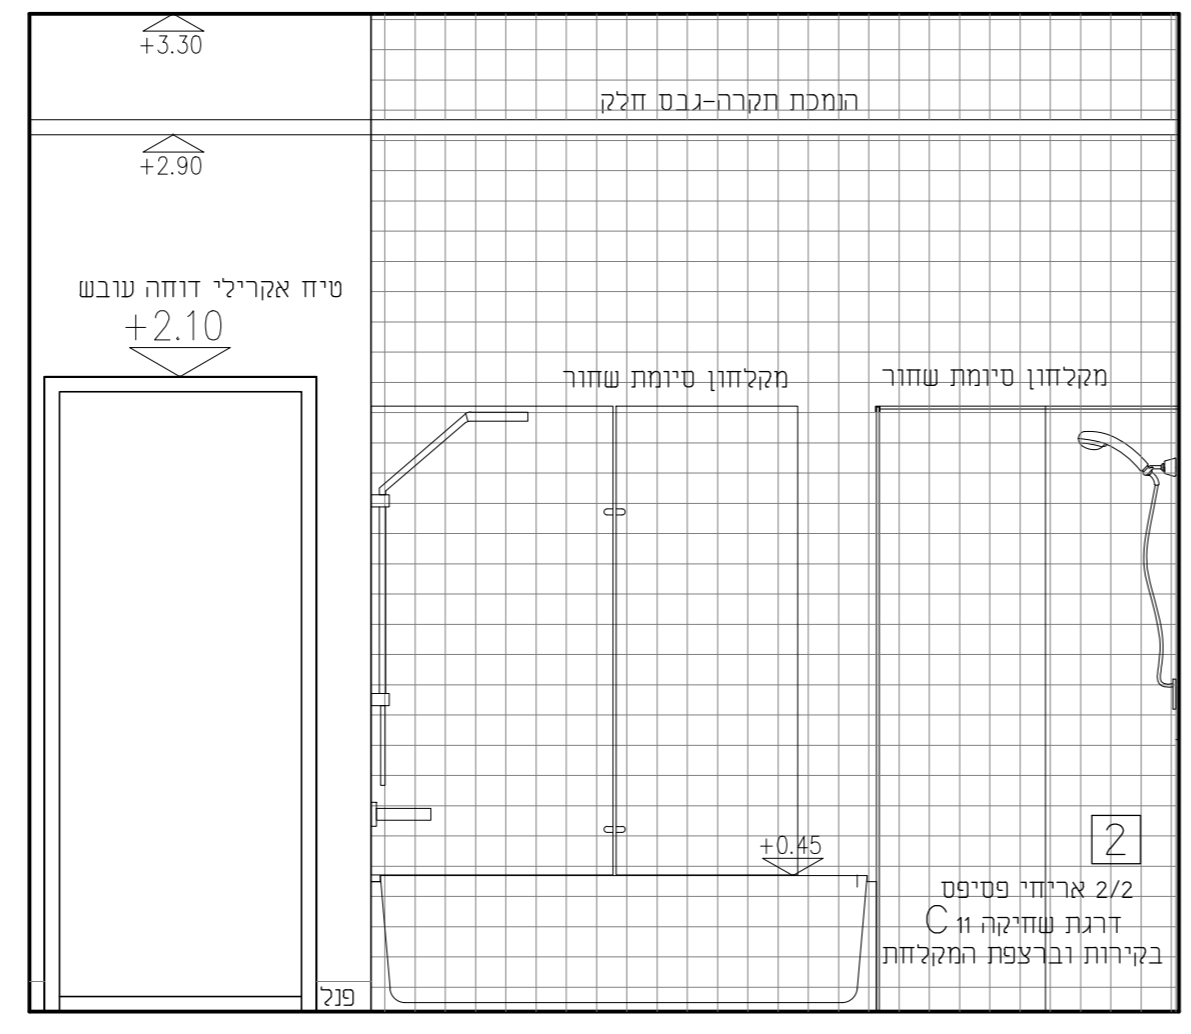 +3.30
הנמכת תקרה-גבס חלק
+2.90
טיח אקרילי דוחה עובש
+2.10
מקלחון סיומת שחור
מקלחון סיומת שחור
+0.45
2
2/2 אריחי פסיפס
דרגת שחיקה 11 C
בקירות וברצפת המקלחת
פנל